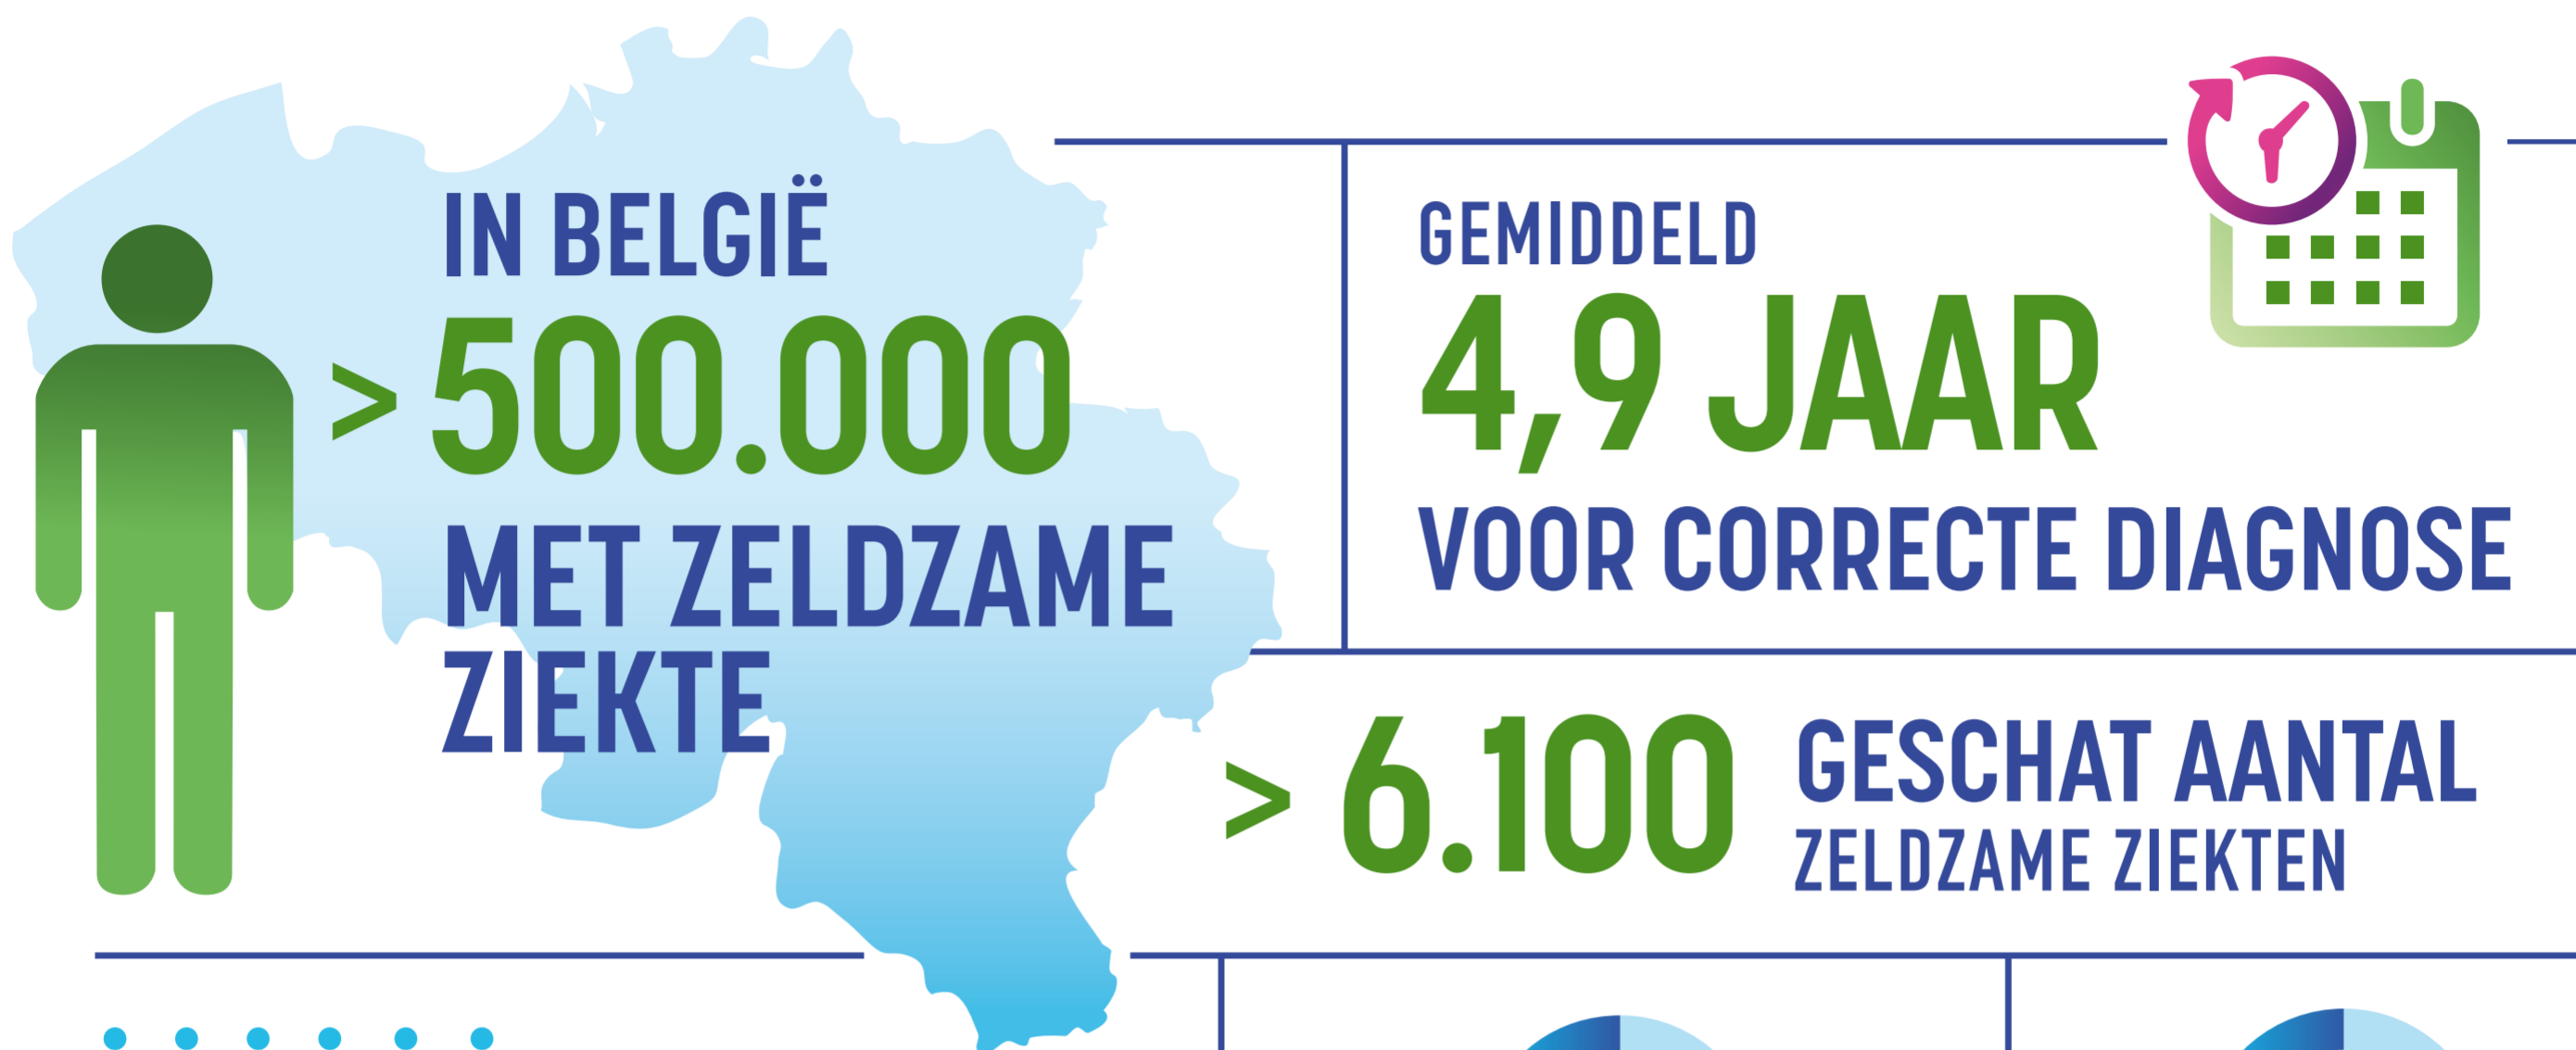 IN BELGIË
> 500.000
MET ZELDZAME
ZIEKTE
GEMIDDELD
4,9 JAAR
VOOR CORRECTE DIAGNOSE
> 6.100
GESCHAT AANTAL
ZELDZAME ZIEKTEN